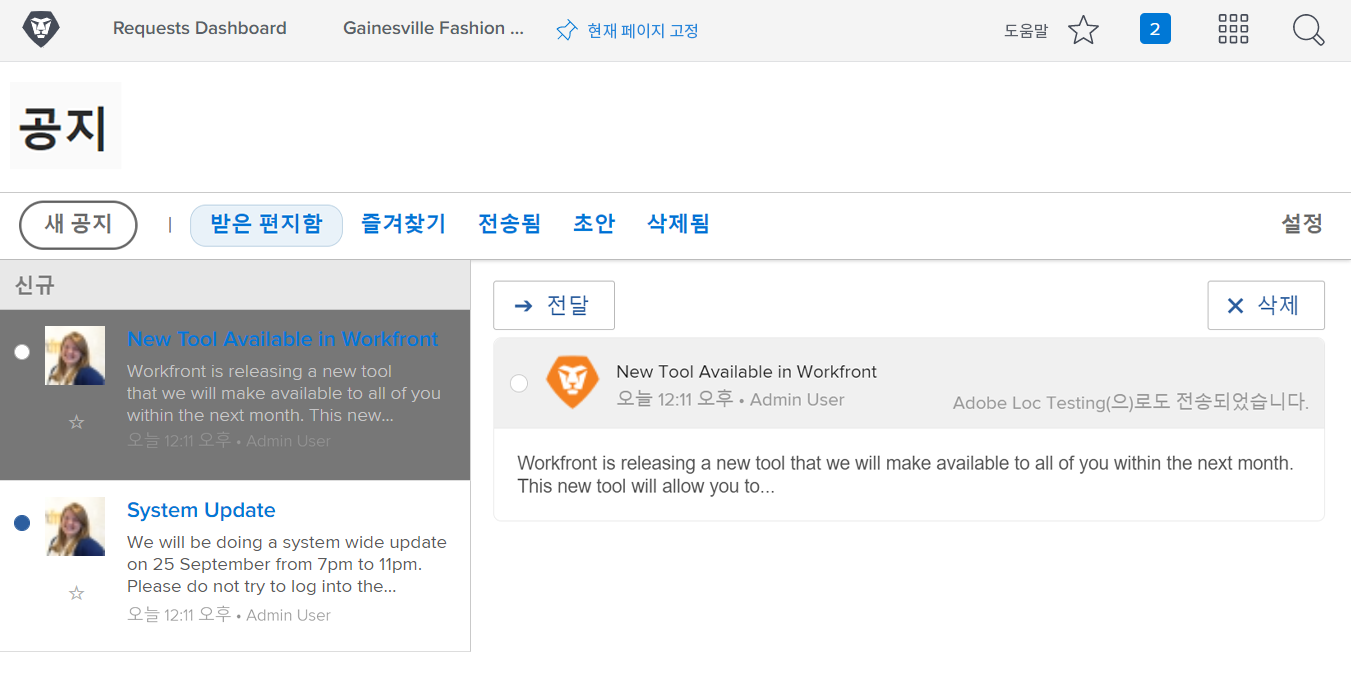 Requests Dashboard
Gainesville Fashion ...
현재 페이지 고정
도움말
2
공지
새 공지
받은 편지함
즐겨찾기
전송됨
초안
삭제됨
설정
신규
New Tool Available in Workfront
Workfront is releasing a new tool
that we will make available to all of you
within the next month. This new...
오늘 12:11 오후 • Admin User
System Update
We will be doing a system wide update
on 25 September from 7pm to 11pm.
Please do not try to log into the...
오늘 12:11 오후 • Admin User
전달
삭제
New Tool Available in Workfront
오늘 12:11 오후 • Admin User
Adobe Loc Testing(으)로도 전송되었습니다.
Workfront is releasing a new tool that we will make available to all of you within the next month.
This new tool will allow you to...